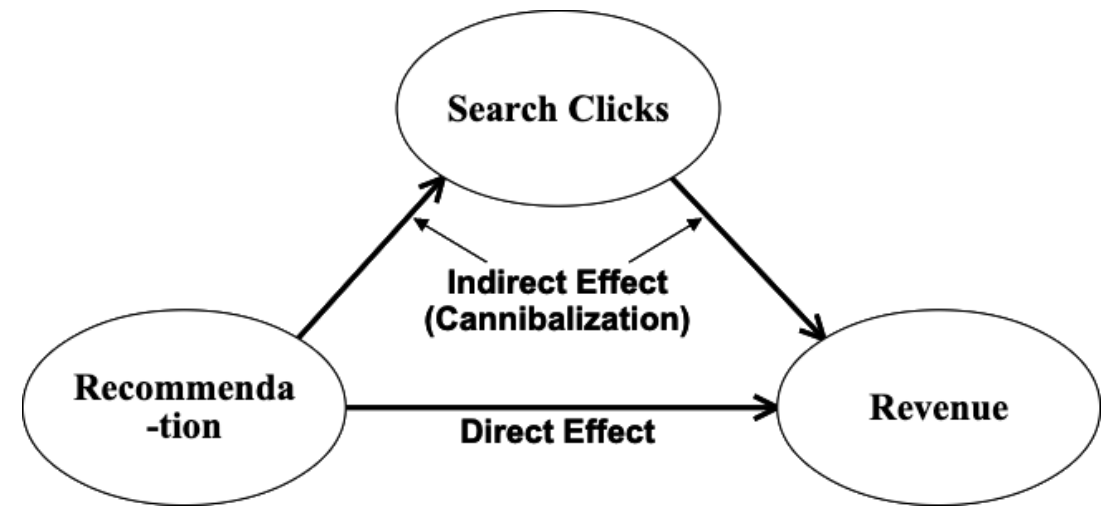 Search Clicks
Indirect Effect
(Cannibalization)
Recommenda
-tion
Direct Effect
Revenue